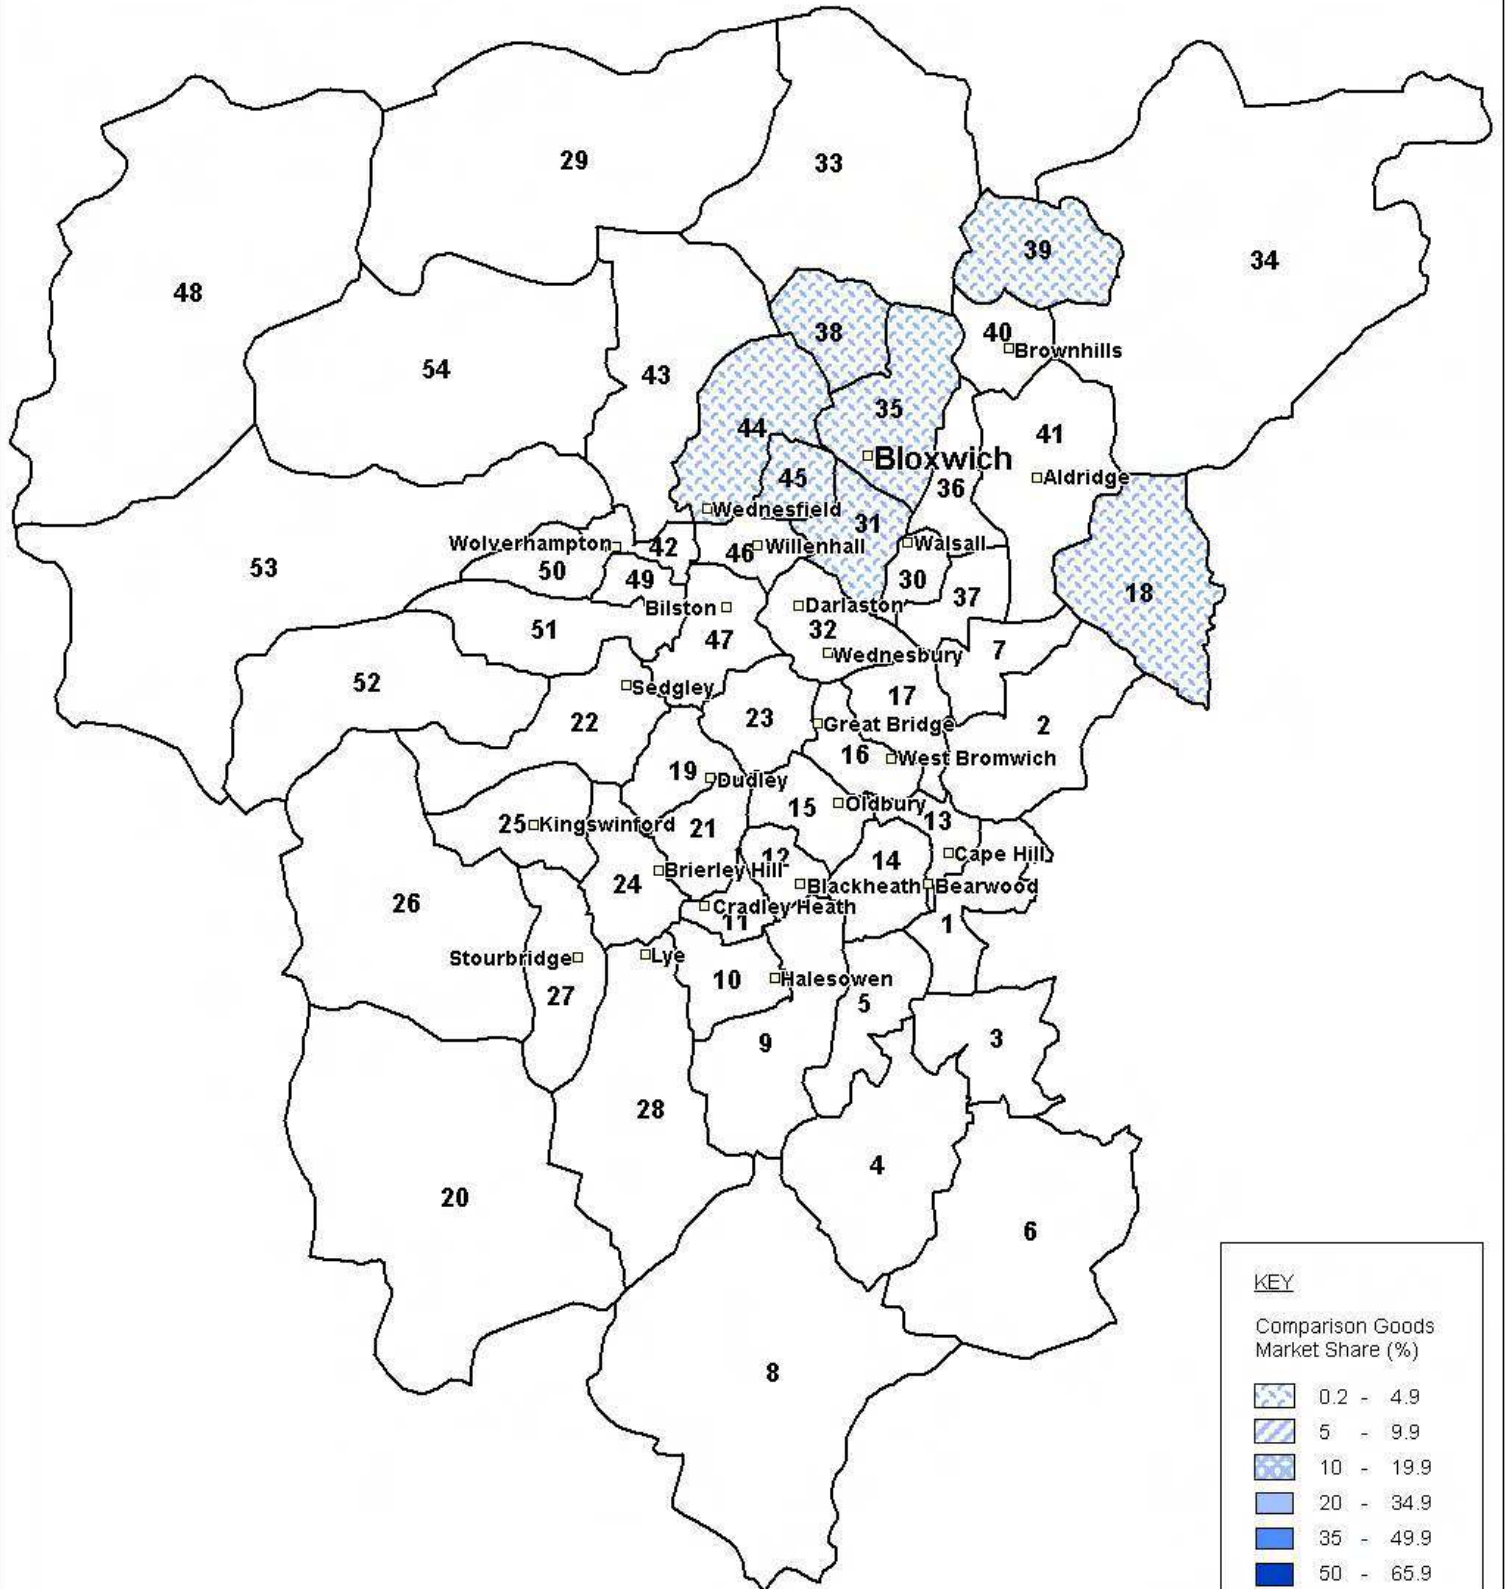 29
33
39
34
48
38
40
Brownhills
54
43
35
44
41
Bloxwich
45
36
Aldridge
Wednesfield
31
Wolverhampton
42
46
Willenhall
Walsall
53
50
49
30
37
18
Bilston
Darlaston
51
47
32
Wednesbury
7
52
Sedgley
17
22
23
Great Bridge
2
16
West Bromwich
19
Dudley
15
Oldbury
25
Kingswinford
21
13
12
14
Cape Hill
24
Brierley Hill
Blackheath
Bearwood
26
Cradley Heath
11
1
Stourbridge
Lye
10
Halesowen
27
5
9
3
28
4
20
6
8
KEY
Comparison Goods
Market Share (%)
0.2 - 4.9
5 - 9.9
10 - 19.9
20 - 34.9
35 - 49.9
50 - 65.9